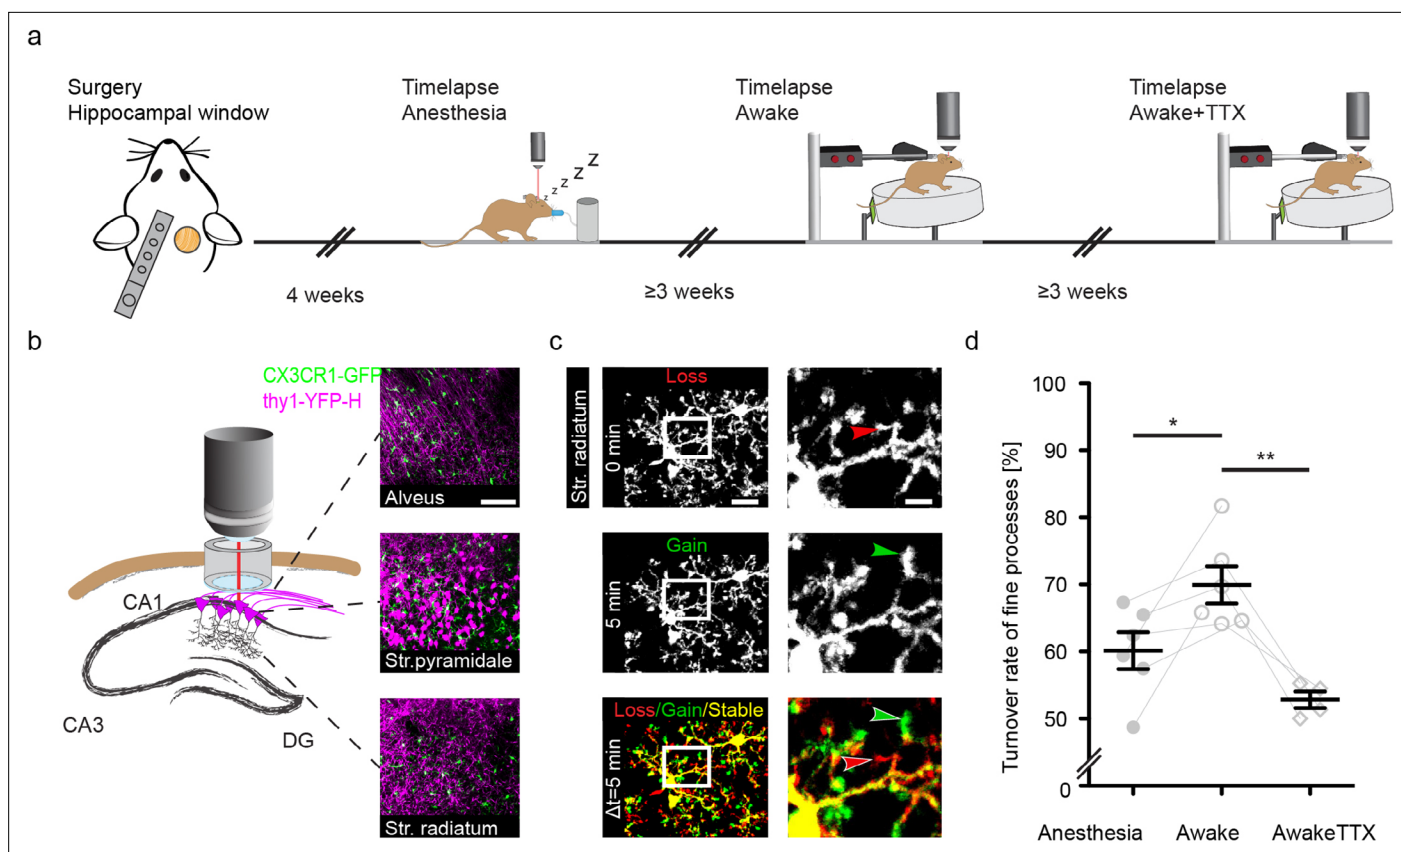 a
Surgery
Hippocampal window
Timelapse
Anesthesia
Timelapse
Awake
Timelapse
Awake+TTX
z z z z z
4 weeks
≥3 weeks
≥3 weeks
b
CX3CR1-GFP
thy1-YFP-H
Alveus
Str.pyramidale
Str. radiatum
CA1
CA3
DG
c
Str. radiatum
0 min
Loss
5 min
Gain
Δt=5 min
Loss/Gain/Stable
d
Turnover rate of fine processes [%]
100
90
80
70
60
50
0
*
**
Anesthesia
Awake
AwakeTTX